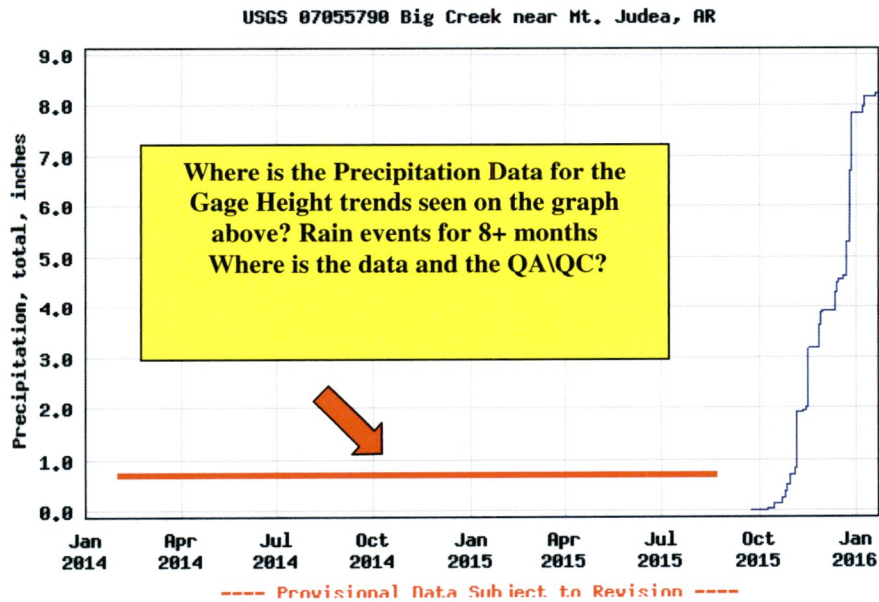 USGS 07055790 Big Creek near Mt. Judea, AR
Precipitation, total, inches
9.0
8.0
7.0
6.0
5.0
4.0
3.0
2.0
1.0
0.0
Where is the Precipitation Data for the
Gage Height trends seen on the graph
above? Rain events for 8+ months
Where is the data and the QA\QC?
Jan Apr Jul Oct Jan Apr Jul Oct Jan
2014 2014 2014 2014 2015 2015 2015 2015 2016
---- Provisional Data Subject to Revision ----